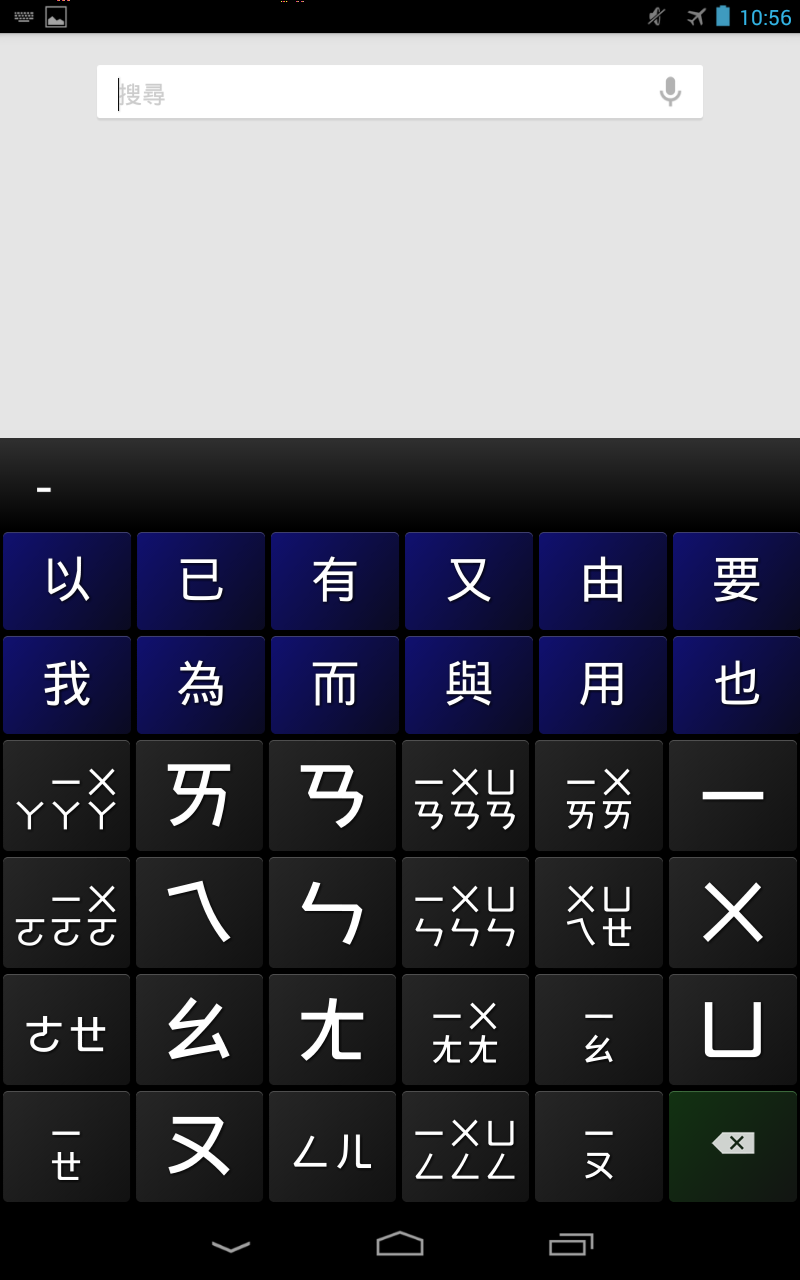 10:56
搜尋
-
以 已 有 又 由 要
我 為 而 與 用 也
ㄧㄨ ㄚㄚㄚ ㄞ ㄢ ㄧㄨㄩ ㄢㄢㄢ ㄧㄨ ㄞㄞ ㄧ
ㄧㄨ ㄛㄛㄛ ㄟ ㄣ ㄧㄨㄩ ㄣㄣㄣ ㄨㄩ ㄟㄝ ㄨ
ㄜㄝ ㄠ ㄤ ㄧㄨ ㄤㄤ ㄧ ㄠ ㄩ
ㄧ ㄝ ㄡ ㄥㄦ ㄧㄨㄩ ㄥㄥㄥ ㄧ ㄡ